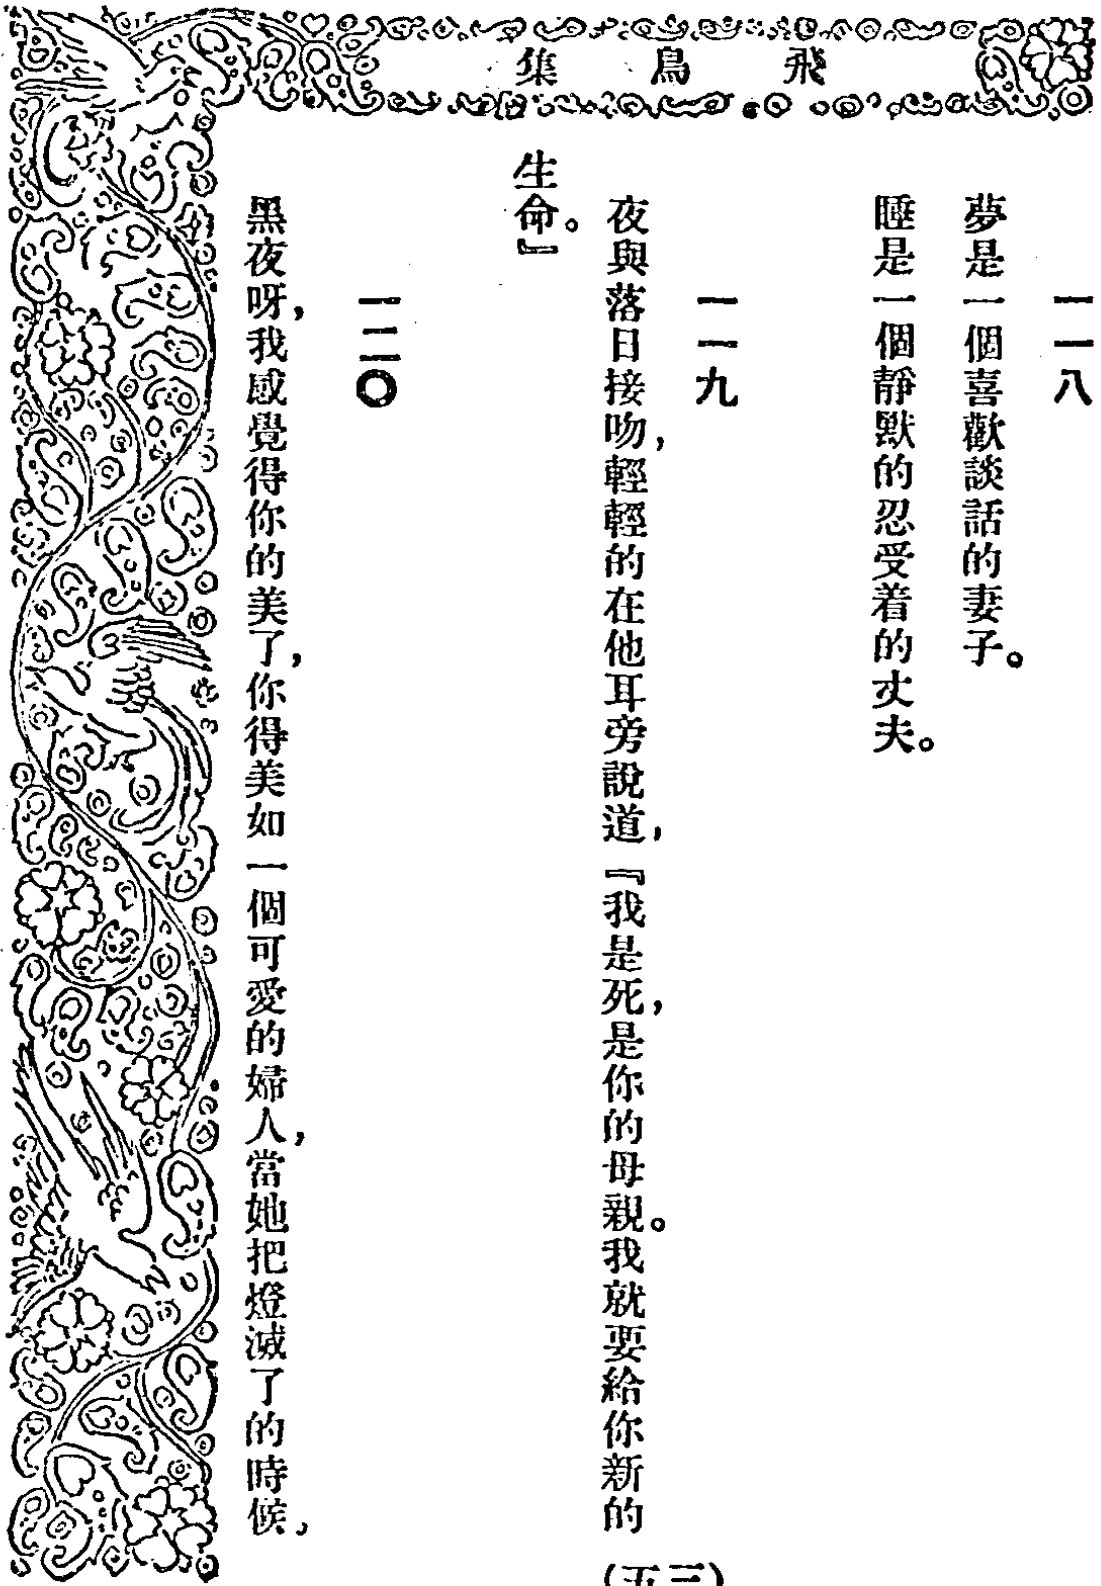 飛鳥集
一一八
夢是一個喜歡談話的妻子。
睡是一個靜默的忍受着的丈夫。
一一九
夜與落日接吻，輕輕的在他耳旁說道，『我是死，是你的母親。我就要給你新的
生命。』
一二〇
黑夜呀，我感覺得你的美了，你得美如一個可愛的婦人，當她把燈滅了的時候，
(五三)